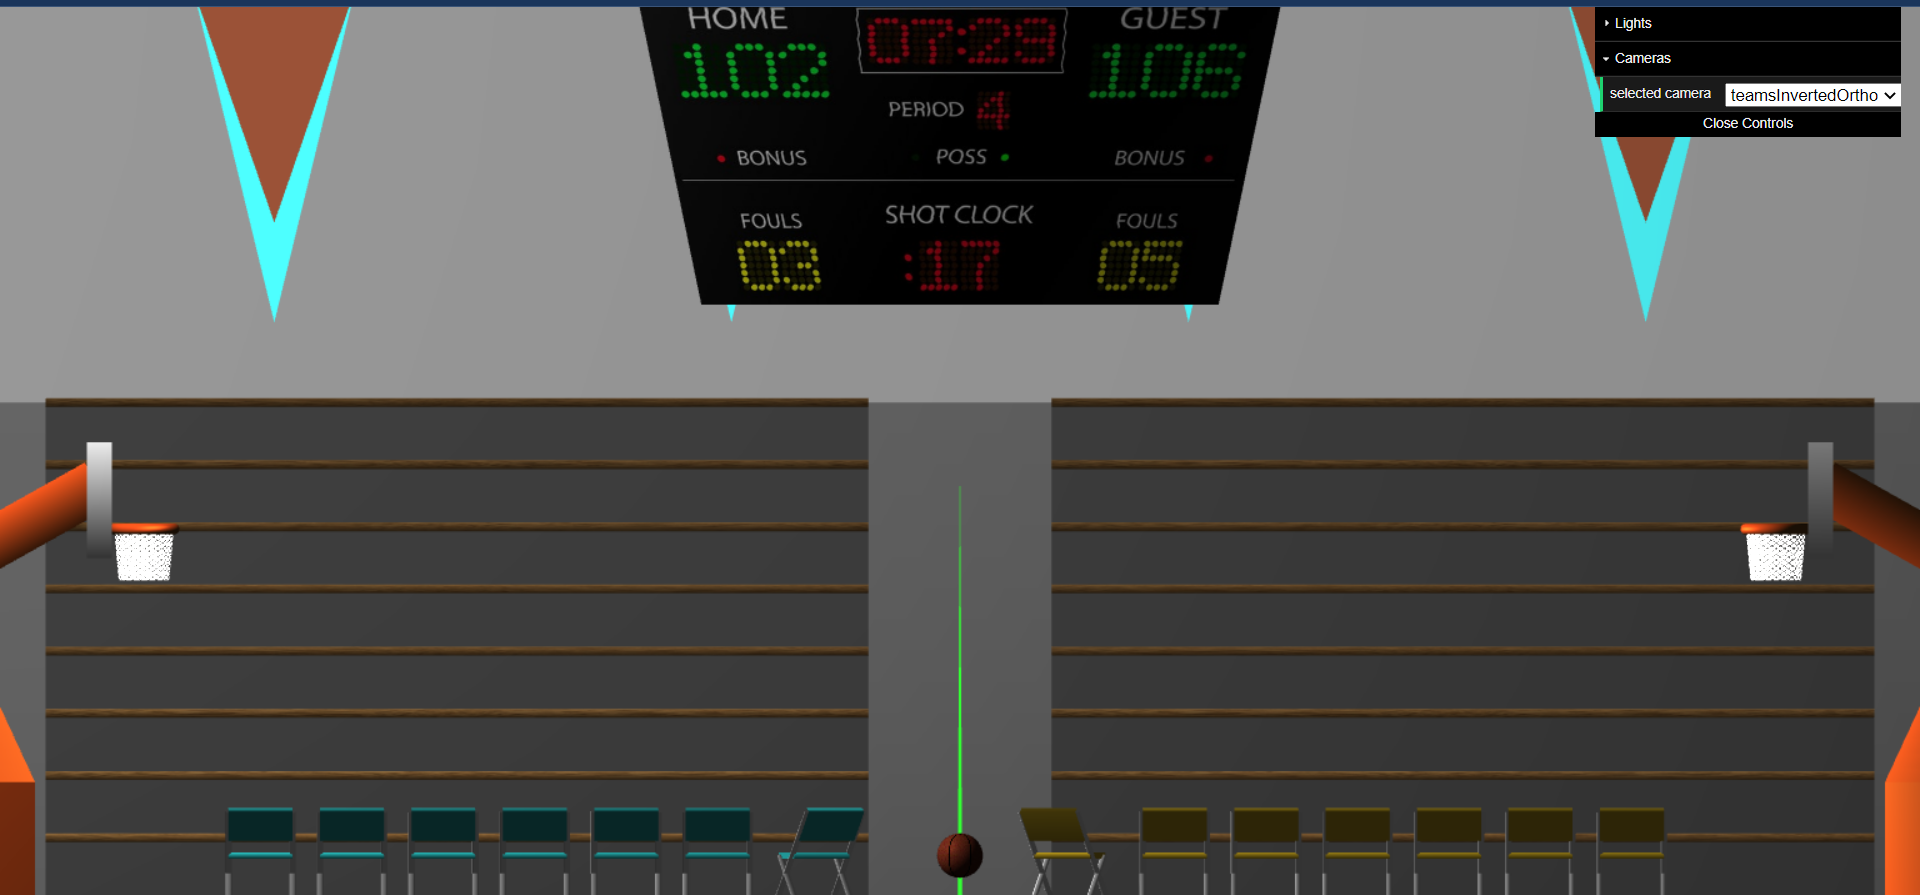 HOME 07:29 GUEST
102 106
PERIOD 4
BONUS POSS BONUS
FOULS SHOT CLOCK FOULS
03 :17 05
Lights
Cameras
selected camera teamsInvertedOrtho
Close Controls